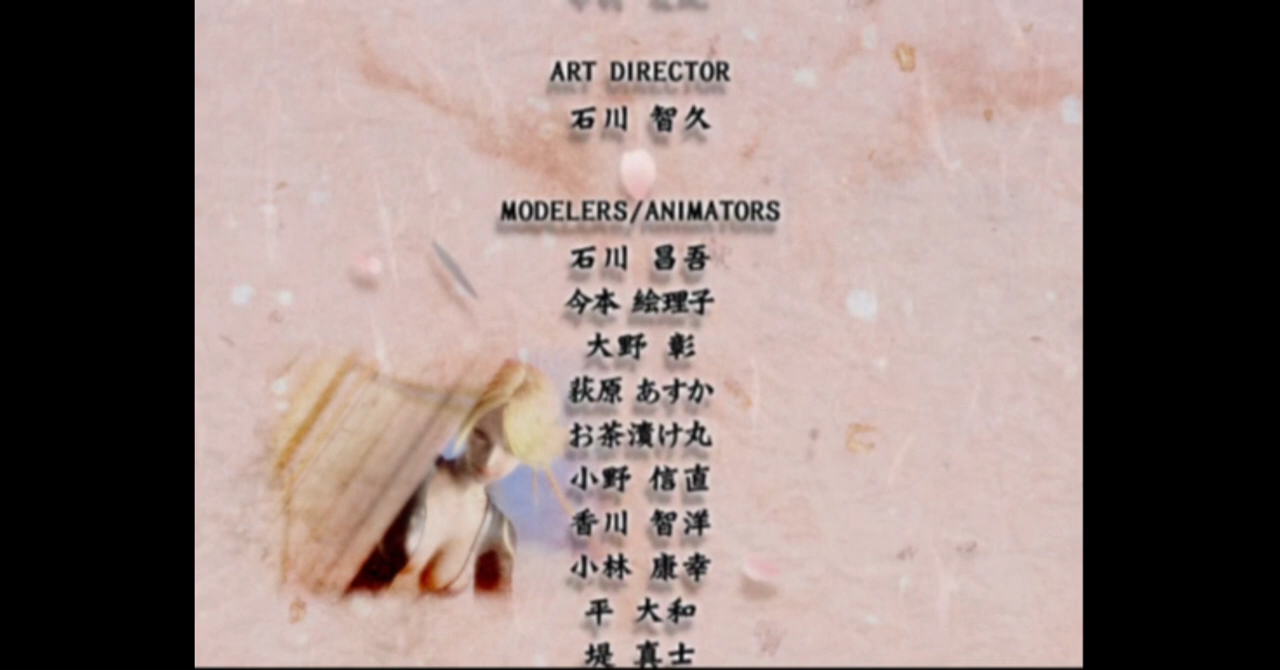 ART DIRECTOR
石川 智久
MODELERS/ANIMATORS
石川 昌吾
今本 絵理子
大野 彰
萩原 あすか
お茶漬け丸
小野 信直
香川 智洋
小林 康幸
平 大和
堤 真士